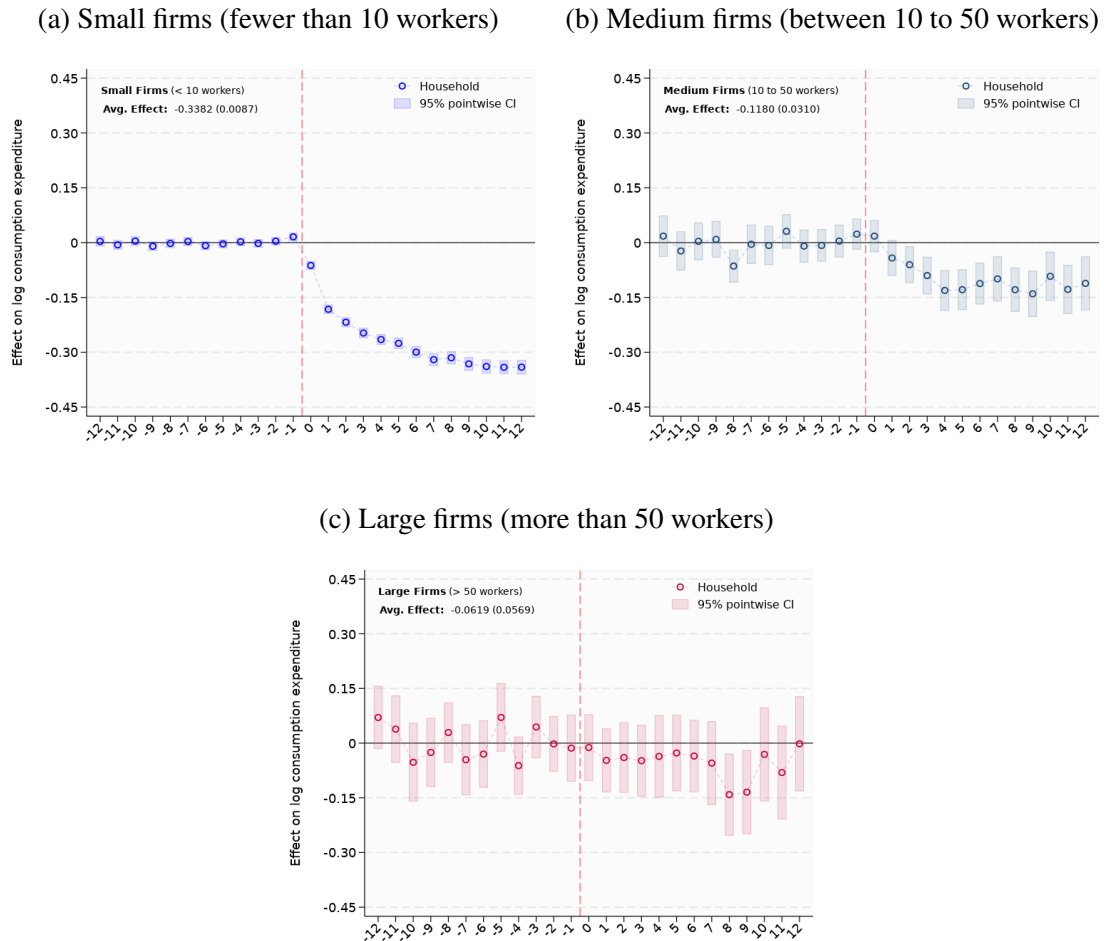 (a) Small firms (fewer than 10 workers)
(b) Medium firms (between 10 to 50 workers)
Effect on log consumption expenditure
0.45
0.30
0.15
0
-0.15
-0.30
-0.45
Small Firms (< 10 workers)
Avg. Effect: -0.3382 (0.0087)
Household
95% pointwise CI
-12 -11 -10 -9 -8 -7 -6 -5 -4 -3 -2 -1 0 1 2 3 4 5 6 7 8 9 10 11 12
Effect on log consumption expenditure
0.45
0.30
0.15
0
-0.15
-0.30
-0.45
Medium Firms (10 to 50 workers)
Avg. Effect: -0.1180 (0.0310)
Household
95% pointwise CI
-12 -11 -10 -9 -8 -7 -6 -5 -4 -3 -2 -1 0 1 2 3 4 5 6 7 8 9 10 11 12
(c) Large firms (more than 50 workers)
Effect on log consumption expenditure
0.45
0.30
0.15
0
-0.15
-0.30
-0.45
Large Firms (> 50 workers)
Avg. Effect: -0.0619 (0.0569)
Household
95% pointwise CI
-12 -11 -10 -9 -8 -7 -6 -5 -4 -3 -2 -1 0 1 2 3 4 5 6 7 8 9 10 11 12